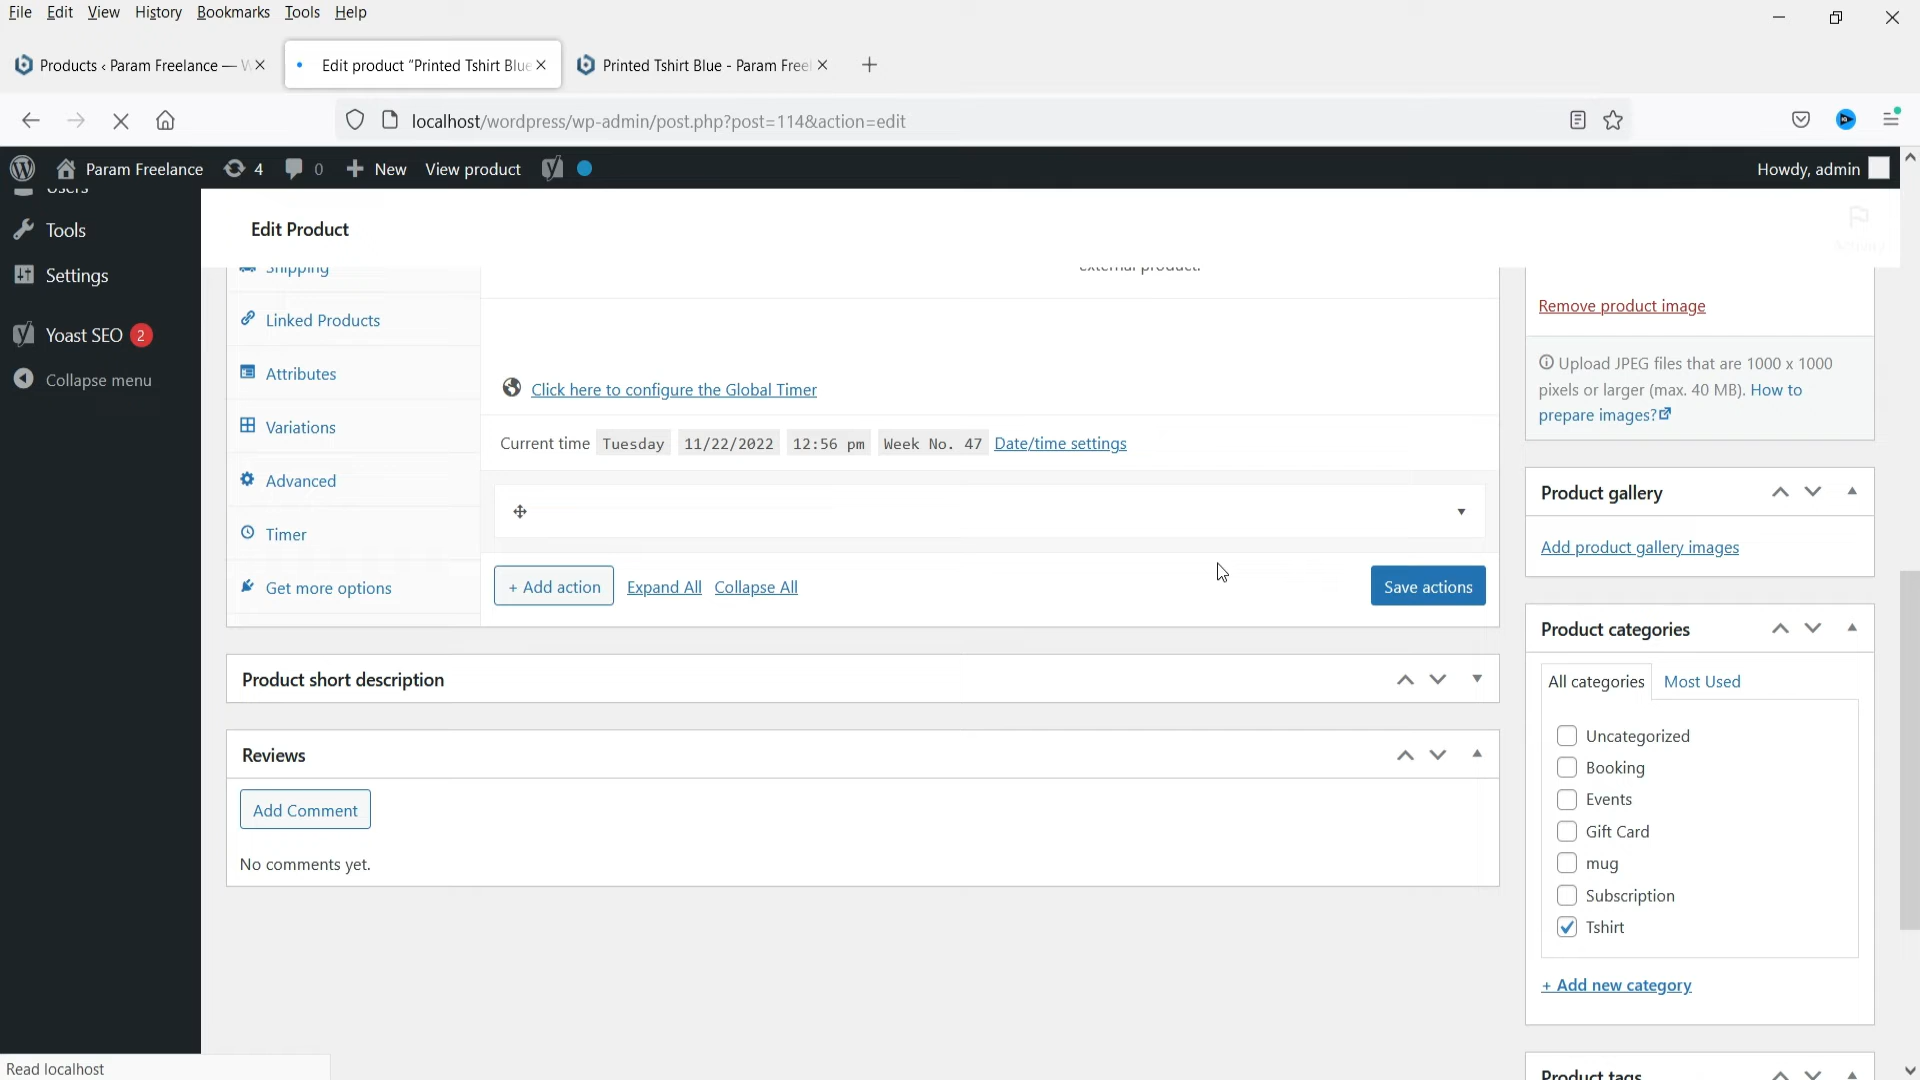 File Edit View History Bookmarks Tools Help
Products ‹ Param Freelance — W
Edit product “Printed Tshirt Blue
Printed Tshirt Blue - Param Freel
localhost/wordpress/wp-admin/post.php?post=114&action=edit
Param Freelance 4 0 New View product
Howdy, admin
Users
Tools
Settings
Yoast SEO 2
Collapse menu
Edit Product
Shipping
Linked Products
Attributes
Variations
Advanced
Timer
Get more options
external product.
Click here to configure the Global Timer
Current time Tuesday 11/22/2022 12:56 pm Week No. 47 Date/time settings
+ Add action Expand All Collapse All Save actions
Product short description
Reviews
Add Comment
No comments yet.
Remove product image
Upload JPEG files that are 1000 x 1000
pixels or larger (max. 40 MB). How to
prepare images?
Product gallery
Add product gallery images
Product categories
All categories Most Used
Uncategorized
Booking
Events
Gift Card
mug
Subscription
Tshirt
+ Add new category
Product tags
Read localhost